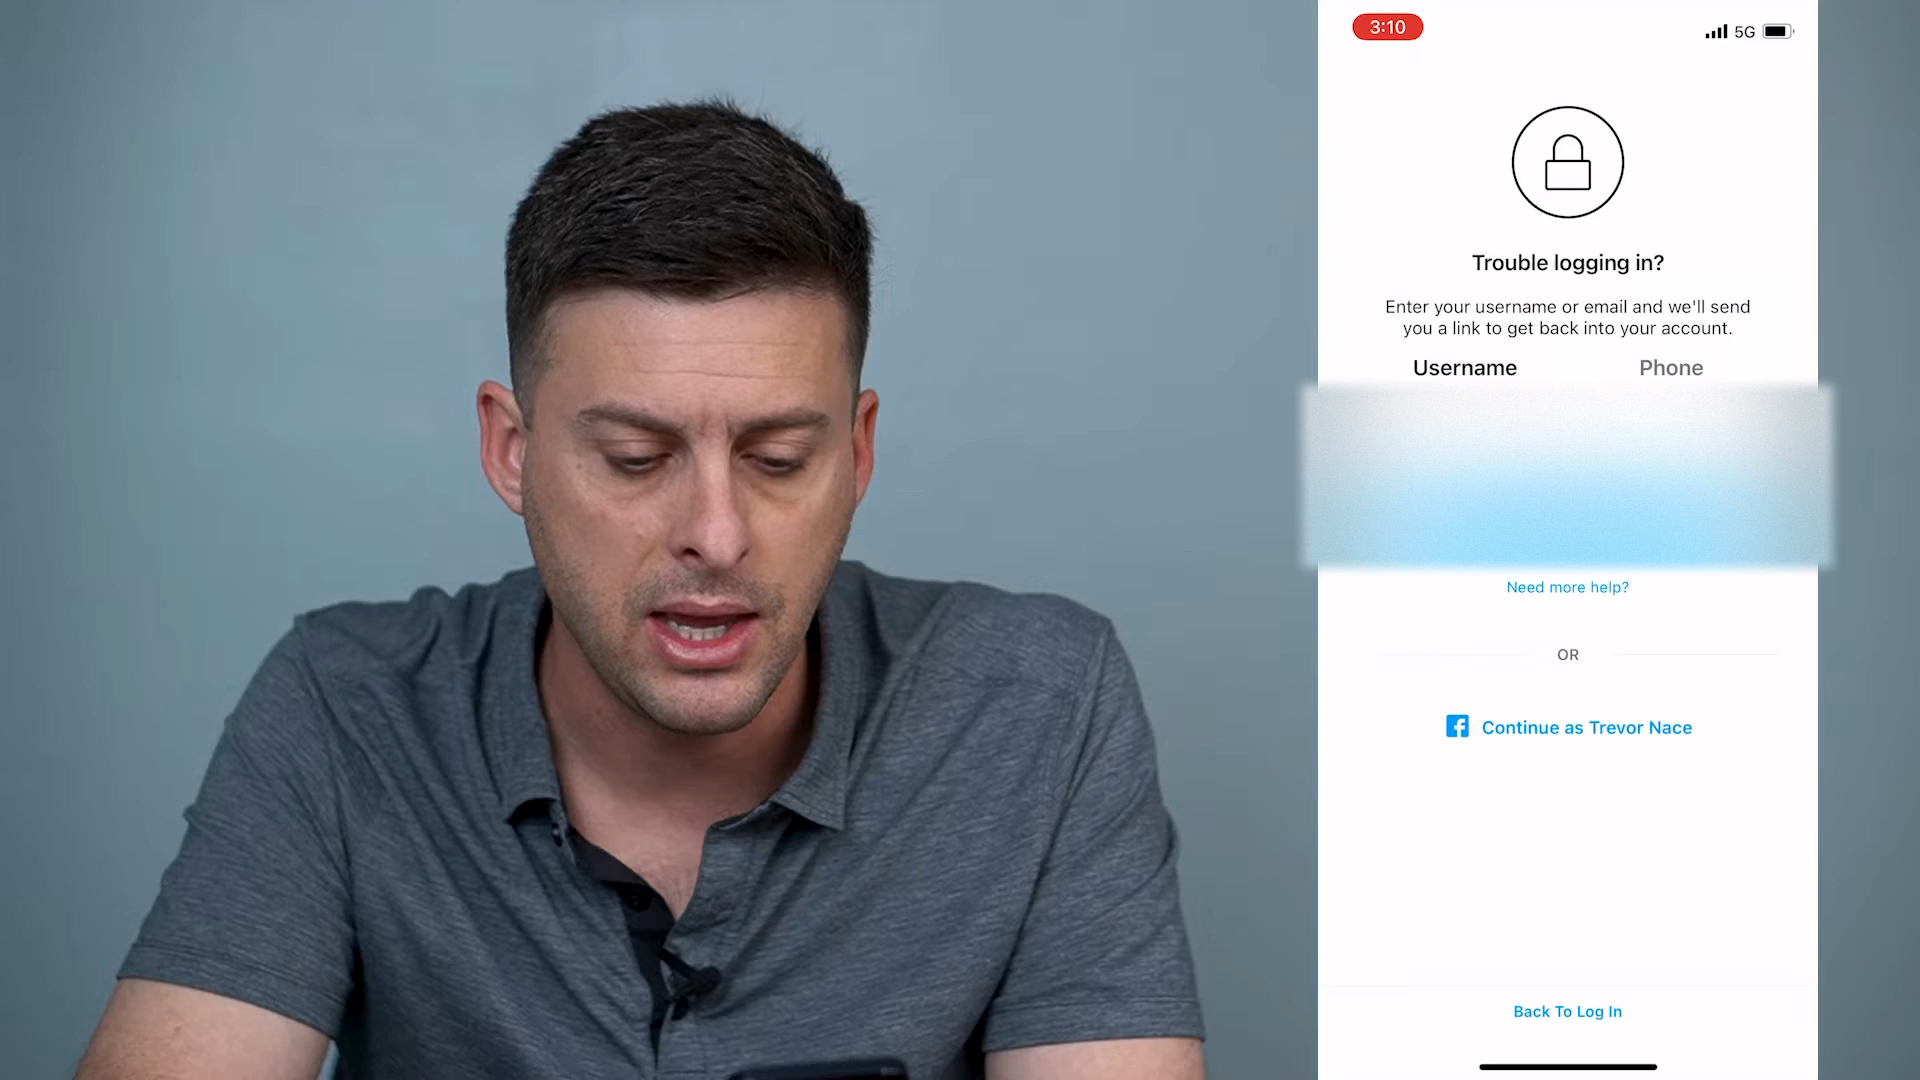 3:10
5G
Trouble logging in?
Enter your username or email and we'll send
you a link to get back into your account.
Username Phone
Need more help?
OR
Continue as Trevor Nace
Back To Log In